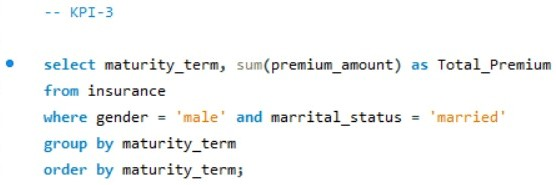 -- KPI-3
select maturity_term, sum(premium_amount) as Total_Premium
from insurance
where gender = 'male' and marrital_status = 'married'
group by maturity_term
order by maturity_term;